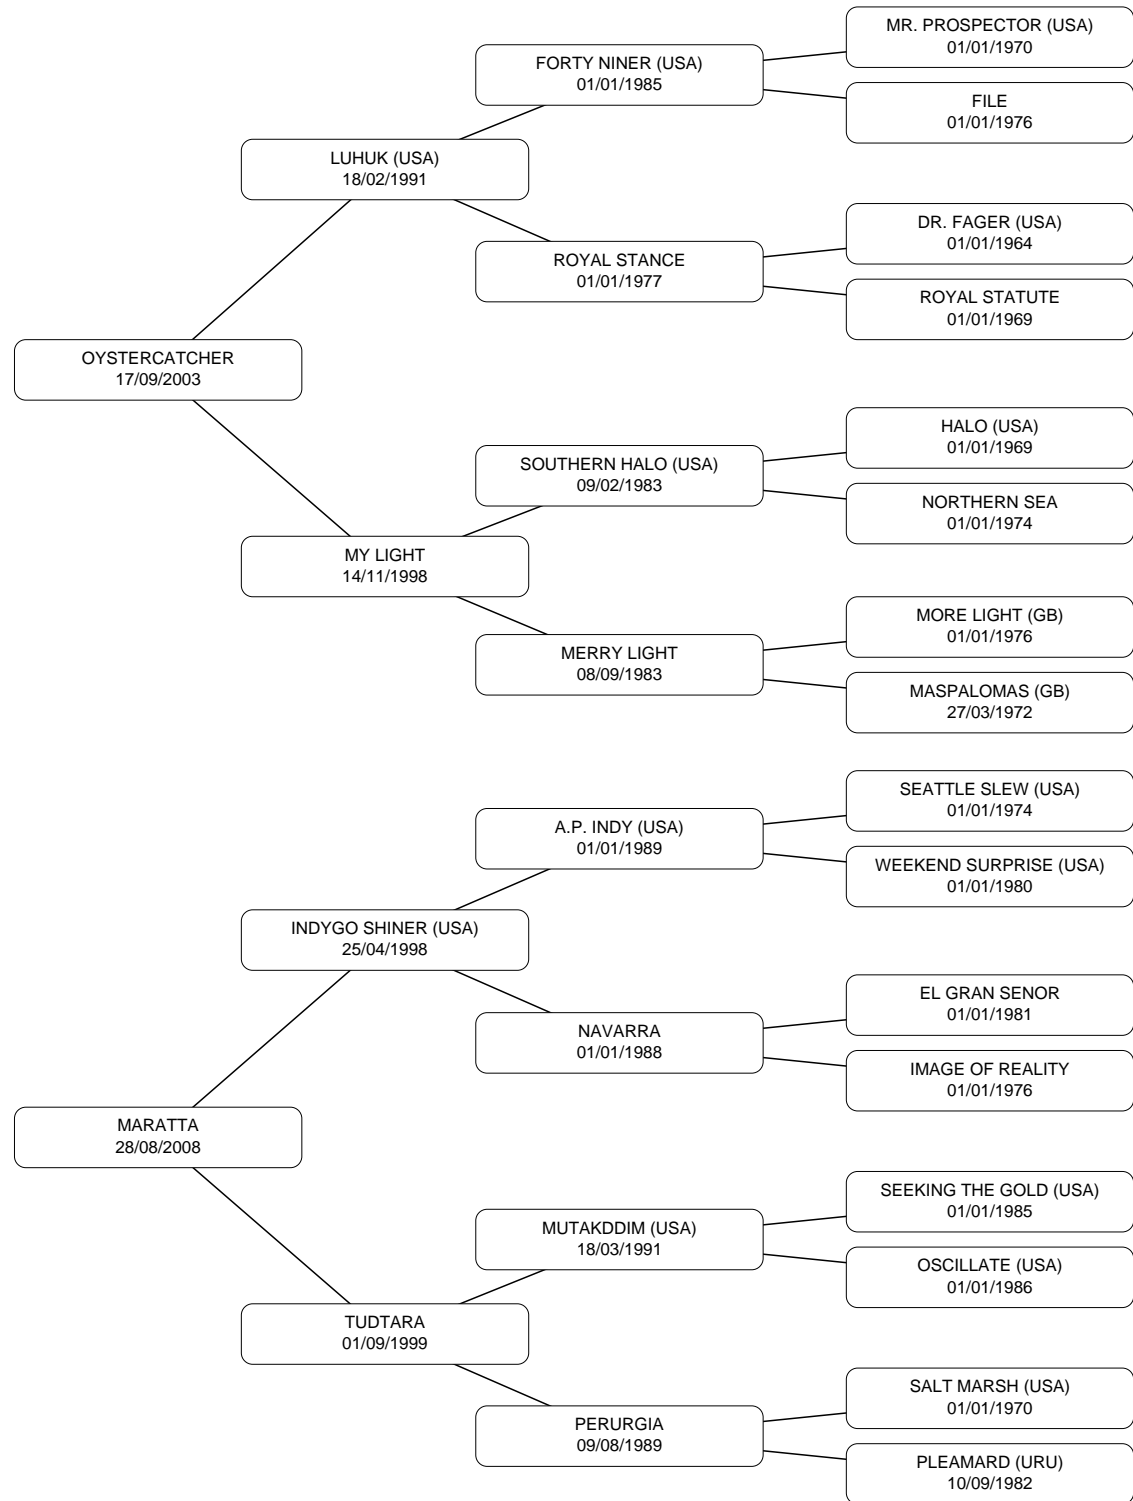 MR. PROSPECTOR (USA)
01/01/1970
FORTY NINER (USA)
01/01/1985
FILE
01/01/1976
LUHUK (USA)
18/02/1991
DR. FAGER (USA)
01/01/1964
ROYAL STANCE
01/01/1977
ROYAL STATUTE
01/01/1969
OYSTERCATCHER
17/09/2003
HALO (USA)
01/01/1969
SOUTHERN HALO (USA)
09/02/1983
NORTHERN SEA
01/01/1974
MY LIGHT
14/11/1998
MORE LIGHT (GB)
01/01/1976
MERRY LIGHT
08/09/1983
MASPALOMAS (GB)
27/03/1972
SEATTLE SLEW (USA)
01/01/1974
A.P. INDY (USA)
01/01/1989
WEEKEND SURPRISE (USA)
01/01/1980
INDYGO SHINER (USA)
25/04/1998
EL GRAN SENOR
01/01/1981
NAVARRA
01/01/1988
IMAGE OF REALITY
01/01/1976
MARATTA
28/08/2008
SEEKING THE GOLD (USA)
01/01/1985
MUTAKDDIM (USA)
18/03/1991
OSCILLATE (USA)
01/01/1986
TUDTARA
01/09/1999
SALT MARSH (USA)
01/01/1970
PERURGIA
09/08/1989
PLEAMARD (URU)
10/09/1982